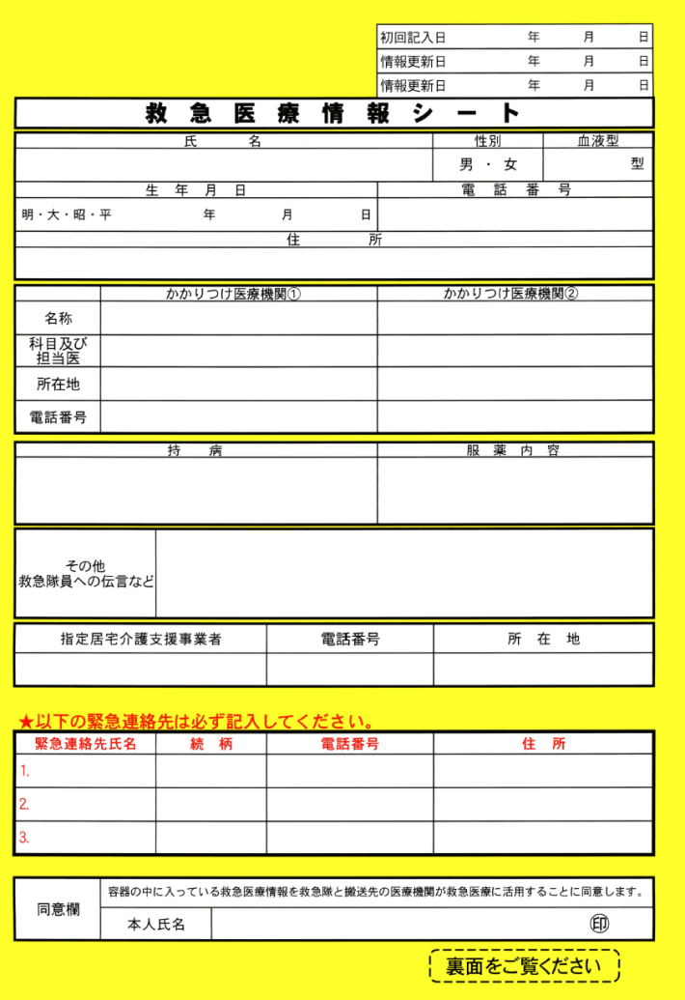 初回記入日 年 月 日
情報更新日 年 月 日
情報更新日 年 月 日
救急医療情報シート
氏 名 性別 血液型
男・女 型
生年月日 電話番号
明・大・昭・平 年 月 日
住 所
かかりつけ医療機関① かかりつけ医療機関②
名称
科目及び
担当医
所在地
電話番号
持 病 服薬内容
その他
救急隊員への伝言など
指定居宅介護支援事業者 電話番号 所在地
★以下の緊急連絡先は必ず記入してください。
緊急連絡先氏名 続柄 電話番号 住所
1.
2.
3.
同意欄 容器の中に入っている救急医療情報を救急隊と搬送先の医療機関が救急医療に活用することに同意します。
本人氏名 ㊞
裏面をご覧ください